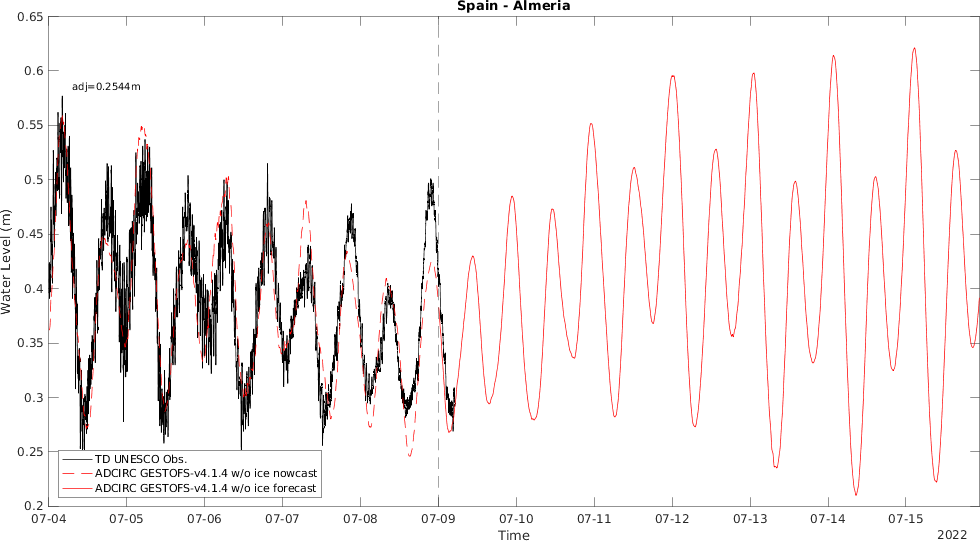 Spain - Almeria
adj=0.2544m
Water Level (m)
0.65
0.6
0.55
0.5
0.45
0.4
0.35
0.3
0.25
0.2
TD UNESCO Obs.
ADCIRC GESTOFS-v4.1.4 w/o ice nowcast
ADCIRC GESTOFS-v4.1.4 w/o ice forecast
07-04 07-05 07-06 07-07 07-08 07-09 07-10 07-11 07-12 07-13 07-14 07-15
Time
2022